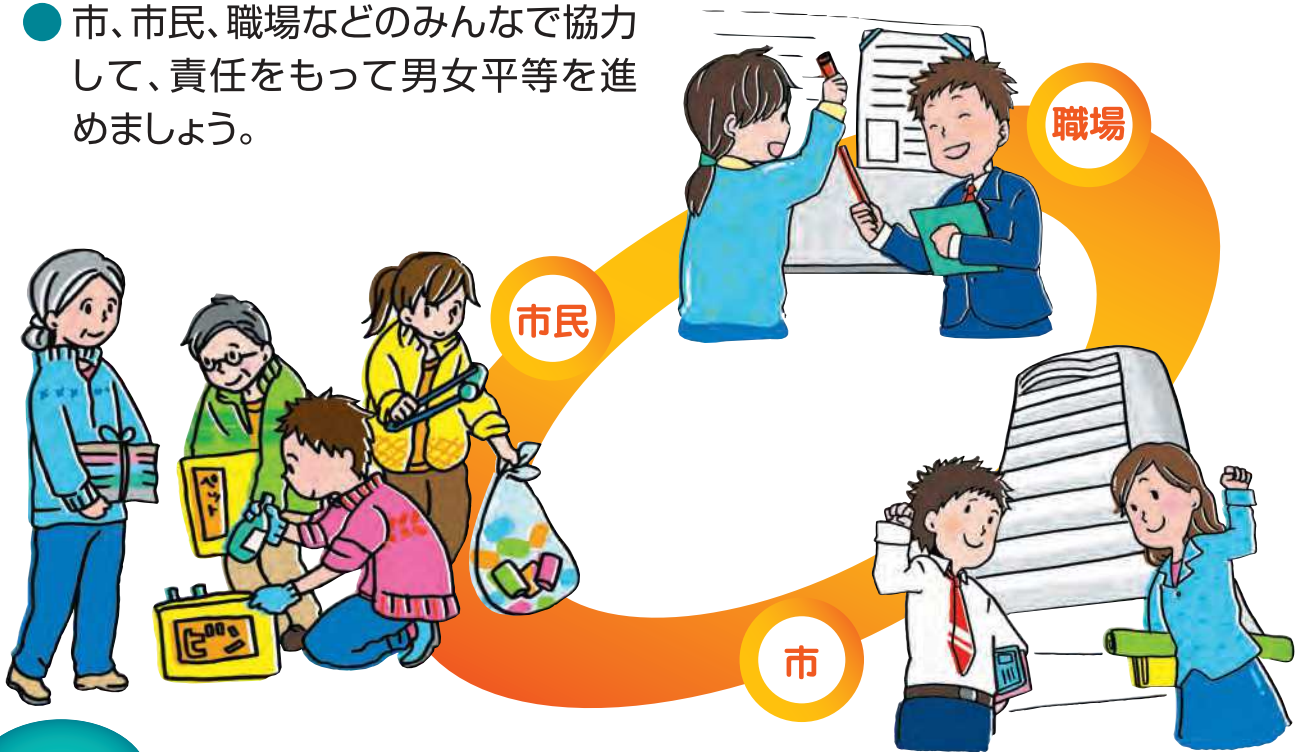 市、市民、職場などのみんなで協力
して、責任をもって男女平等を進
めましょう。
職場
市民
ペット
ビン
市